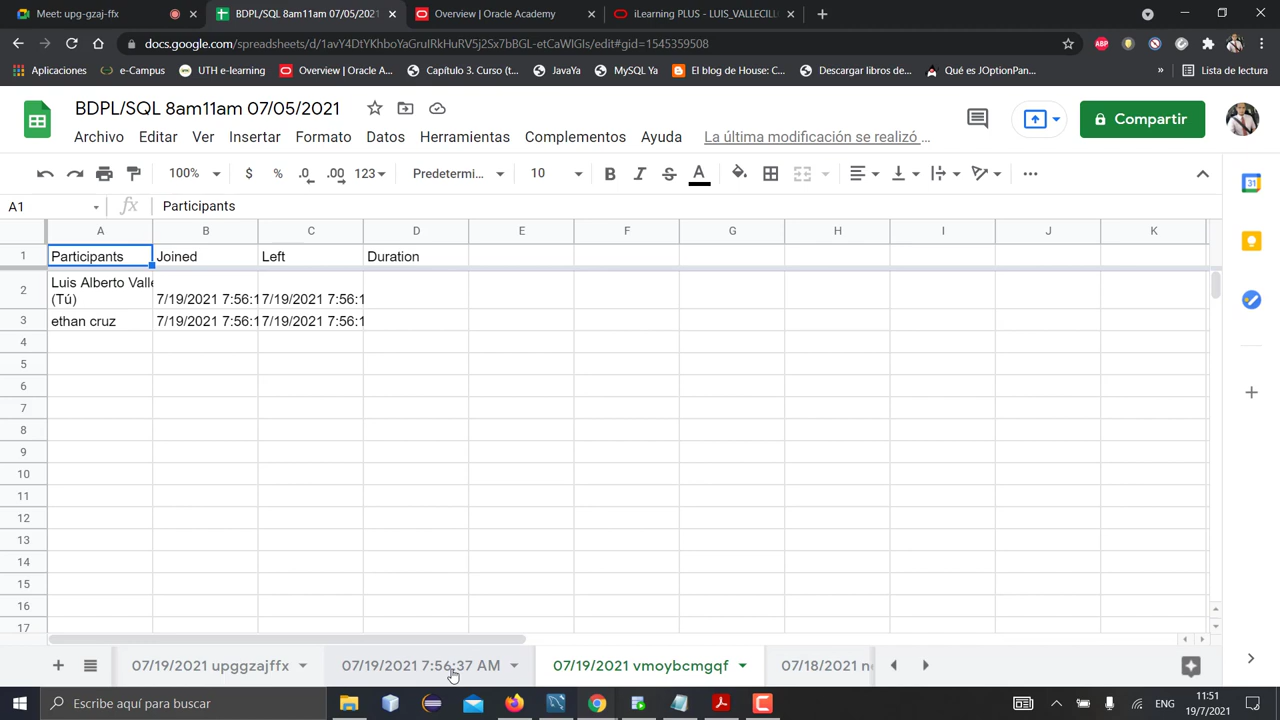 Meet: upg-gzaj-ffx
BDPL/SQL 8am11am 07/05/2021
Overview | Oracle Academy
iLearning PLUS - LUIS_VALLECILL
docs.google.com/spreadsheets/d/1avY4DtYKhboYaGruIRkHuRV5j2Sx7bBGL-etCaWIGIs/edit#gid=1545359508
Aplicaciones
e-Campus
UTH e-learning
Overview | Oracle A...
Capítulo 3. Curso (t...
JavaYa
MySQL Ya
El blog de House: C...
Descargar libros de...
Qué es JOptionPan...
»
Lista de lectura
BDPL/SQL 8am11am 07/05/2021
Archivo Editar Ver Insertar Formato Datos Herramientas Complementos Ayuda La última modificación se realizó ...
Compartir
100% $ % .0 .00 123 Predetermi... 10 B I S A
A1 fx Participants
A B C D E F G H I J K
1 Participants Joined Left Duration
Luis Alberto Valle
2 (Tú) 7/19/2021 7:56:1 7/19/2021 7:56:1
3 ethan cruz 7/19/2021 7:56:1 7/19/2021 7:56:1
4
5
6
7
8
9
10
11
12
13
14
15
16
17
07/19/2021 upggzajffx
07/19/2021 7:56:37 AM
07/19/2021 vmoybcmgqf
07/18/2021 n
Escribe aquí para buscar
ENG
11:51
19/7/2021